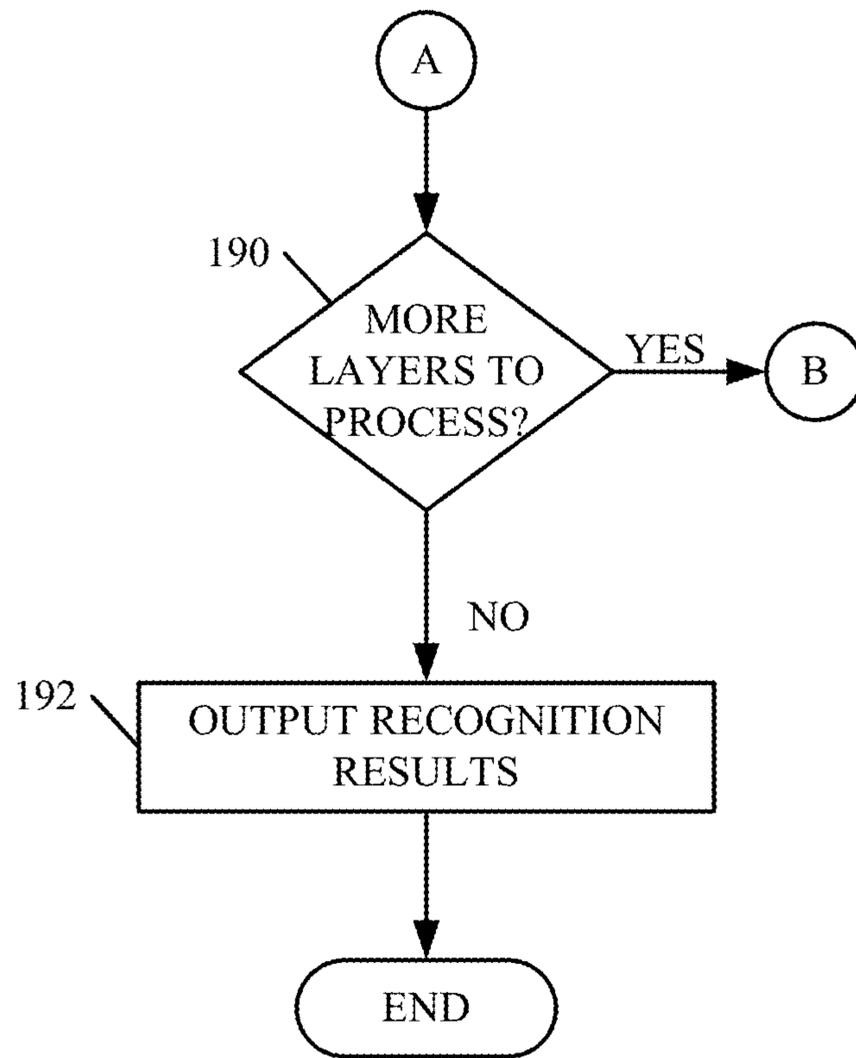 A
190
MORE
LAYERS TO
PROCESS?
YES
B
NO
192
OUTPUT RECOGNITION
RESULTS
END